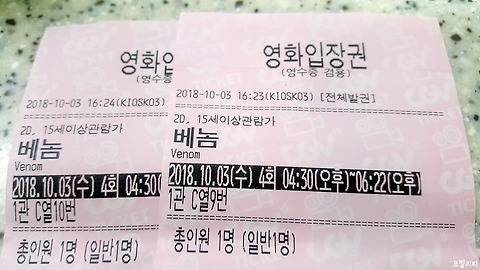 영화입
(영수증
2018-10-03 16:24(KIOSK03)
2D, 15세이상관람가
베놈
Venom
2018.10.03(수) 4회 04:30(
1관 C열10번
총인원 1명 (일반1명)
영화입장권
(영수증 겸용)
2018-10-03 16:23(KIOSK03) [전체발권]
2D, 15세이상관람가
베놈
Venom
2018.10.03(수) 4회 04:30(오후)~06:22(오후)
1관 C열9번
총인원 1명 (일반1명)
CGV